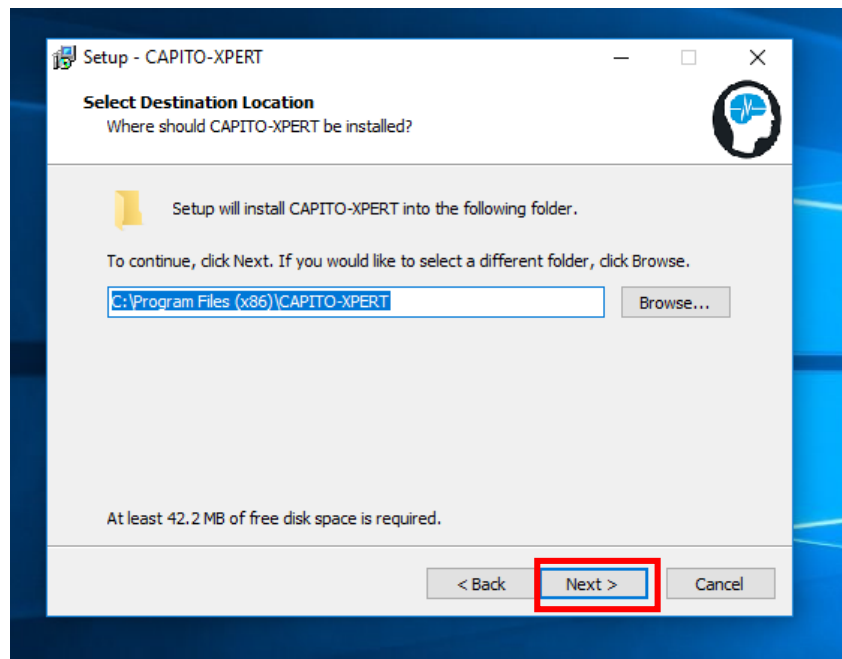 Setup - CAPITO-XPERT
Select Destination Location
Where should CAPITO-XPERT be installed?
Setup will install CAPITO-XPERT into the following folder.
To continue, click Next. If you would like to select a different folder, click Browse.
C:\Program Files (x86)\CAPITO-XPERT
Browse...
At least 42.2 MB of free disk space is required.
< Back
Next >
Cancel